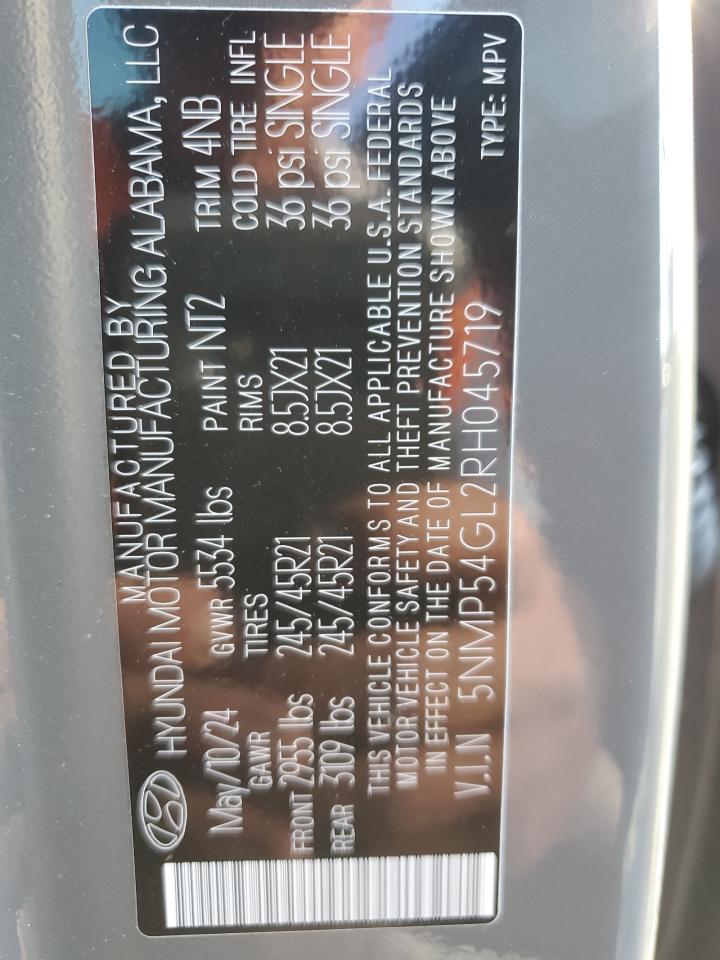 MANUFACTURED BY
HYUNDAI MOTOR MANUFACTURING ALABAMA, LLC
May/10/24 GVWR 5534 lbs PAINT NT2 TRIM 4NB
GAWR TIRES RIMS COLD TIRE INFL
FRONT 2955 lbs 245/45R21 8.5JX21 36 psi SINGLE
REAR 3109 lbs 245/45R21 8.5JX21 36 psi SINGLE
THIS VEHICLE CONFORMS TO ALL APPLICABLE U.S.A. FEDERAL
MOTOR VEHICLE SAFETY AND THEFT PREVENTION STANDARDS
IN EFFECT ON THE DATE OF MANUFACTURE SHOWN ABOVE
V.I.N 5NMP54GL2RH045719 TYPE: MPV